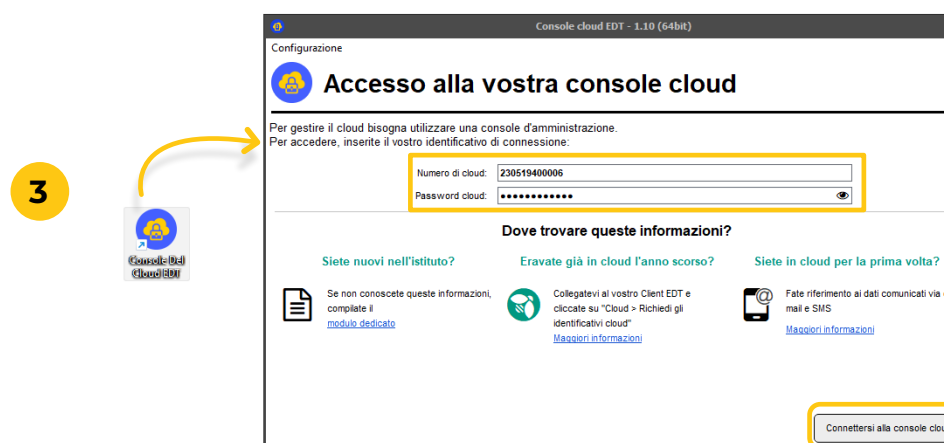 Console cloud EDT - 1.10 (64bit)
Configurazione
Accesso alla vostra console cloud
Per gestire il cloud bisogna utilizzare una console d'amministrazione.
Per accedere, inserite il vostro identificativo di connessione:
3
Numero di cloud: 230519400006
Password cloud: ••••••••••••
Console Del
Cloud EDT
Dove trovare queste informazioni?
Siete nuovi nell'istituto?
Se non conoscete queste informazioni,
compilate il
modulo dedicato
Eravate già in cloud l'anno scorso?
Collegatevi al vostro Client EDT e
cliccate su "Cloud > Richiedi gli
identificativi cloud"
Maggiori informazioni
Siete in cloud per la prima volta?
Fate riferimento ai dati comunicati via
mail e SMS
Maggiori informazioni
Connettersi alla console